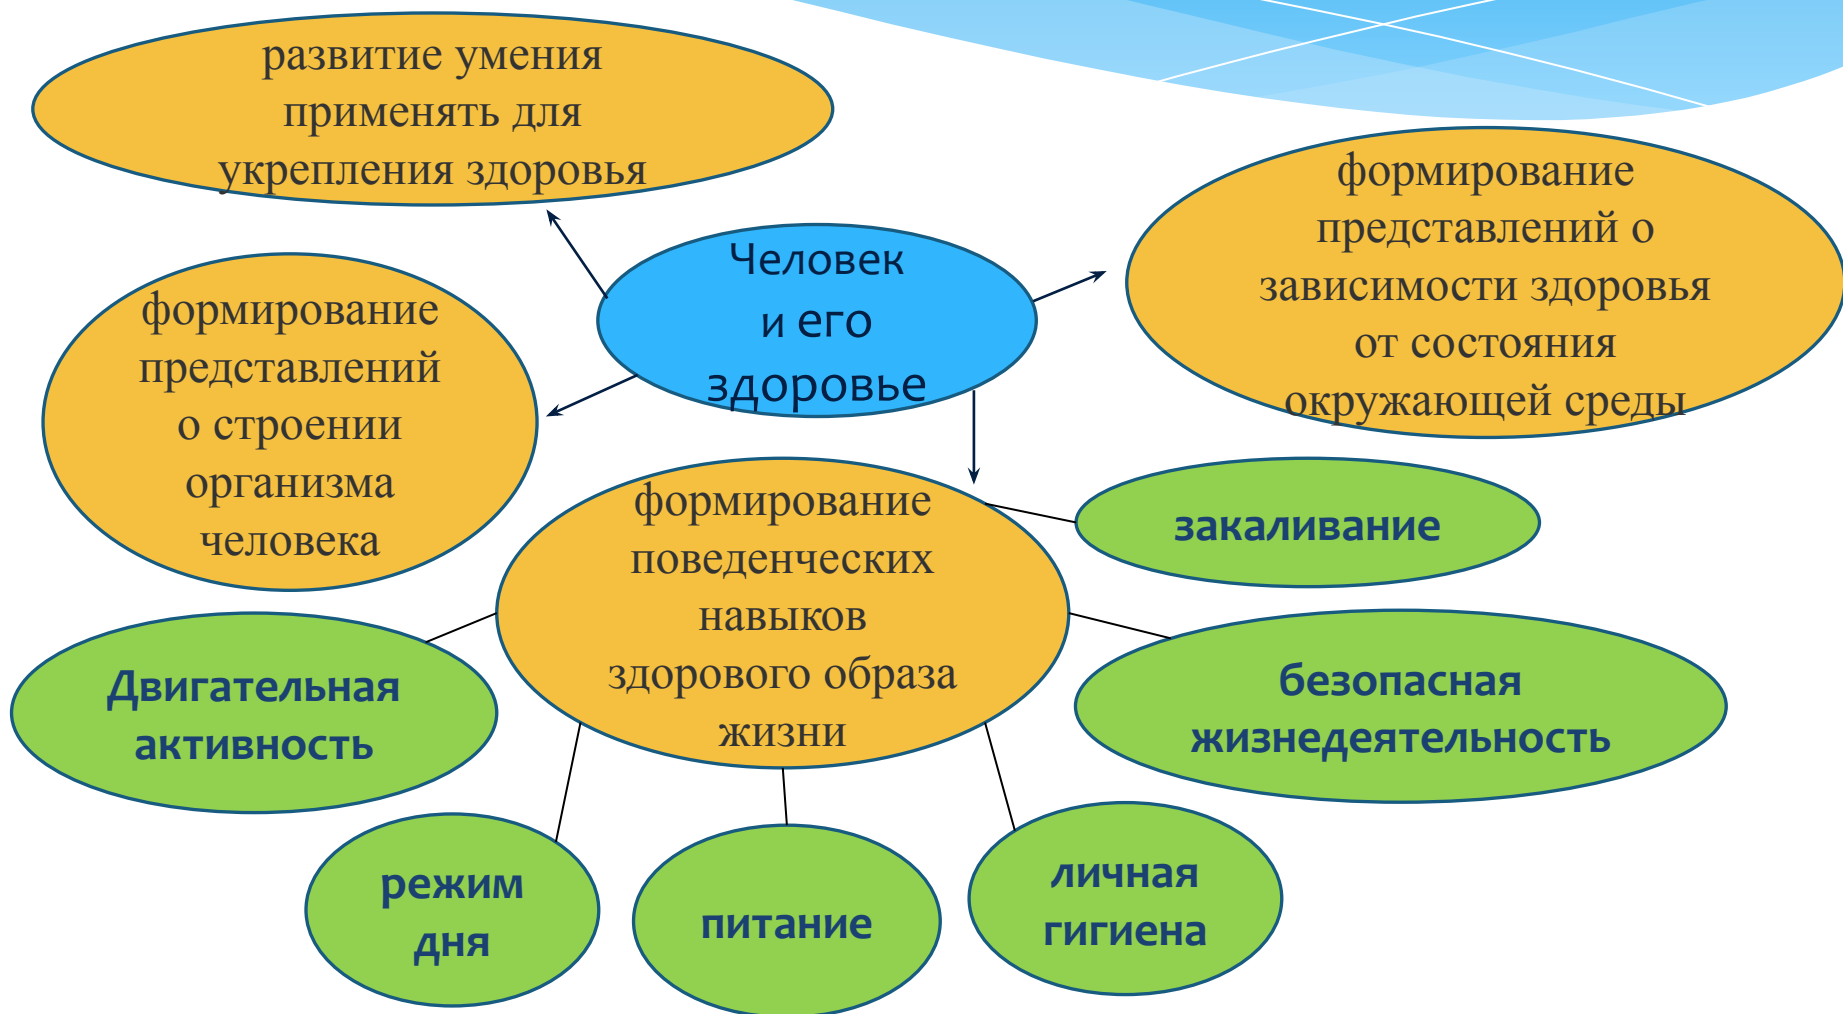 развитие умения
применять для
укрепления здоровья
формирование
представлений о
зависимости здоровья
от состояния
окружающей среды
Человек
и его
здоровье
формирование
представлений
о строении
организма
человека
формирование
поведенческих
навыков
здорового образа
жизни
закаливание
Двигательная
активность
безопасная
жизнедеятельность
режим
дня
питание
личная
гигиена